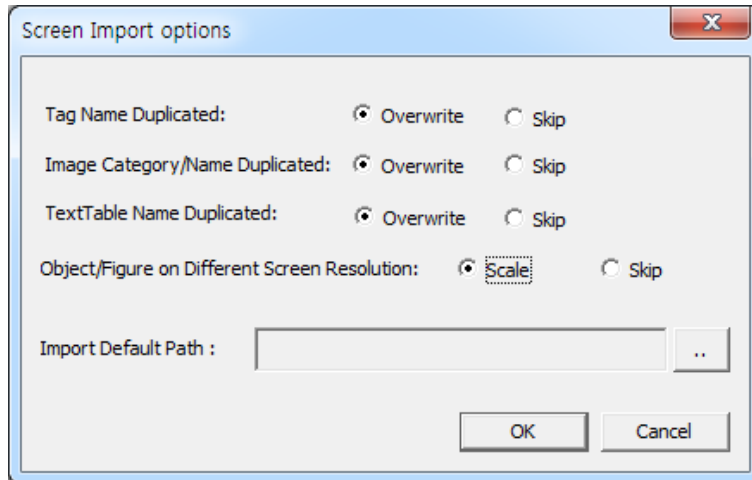 Screen Import options
Tag Name Duplicated: Overwrite Skip
Image Category/Name Duplicated: Overwrite Skip
TextTable Name Duplicated: Overwrite Skip
Object/Figure on Different Screen Resolution: Scale Skip
Import Default Path : ..
OK Cancel